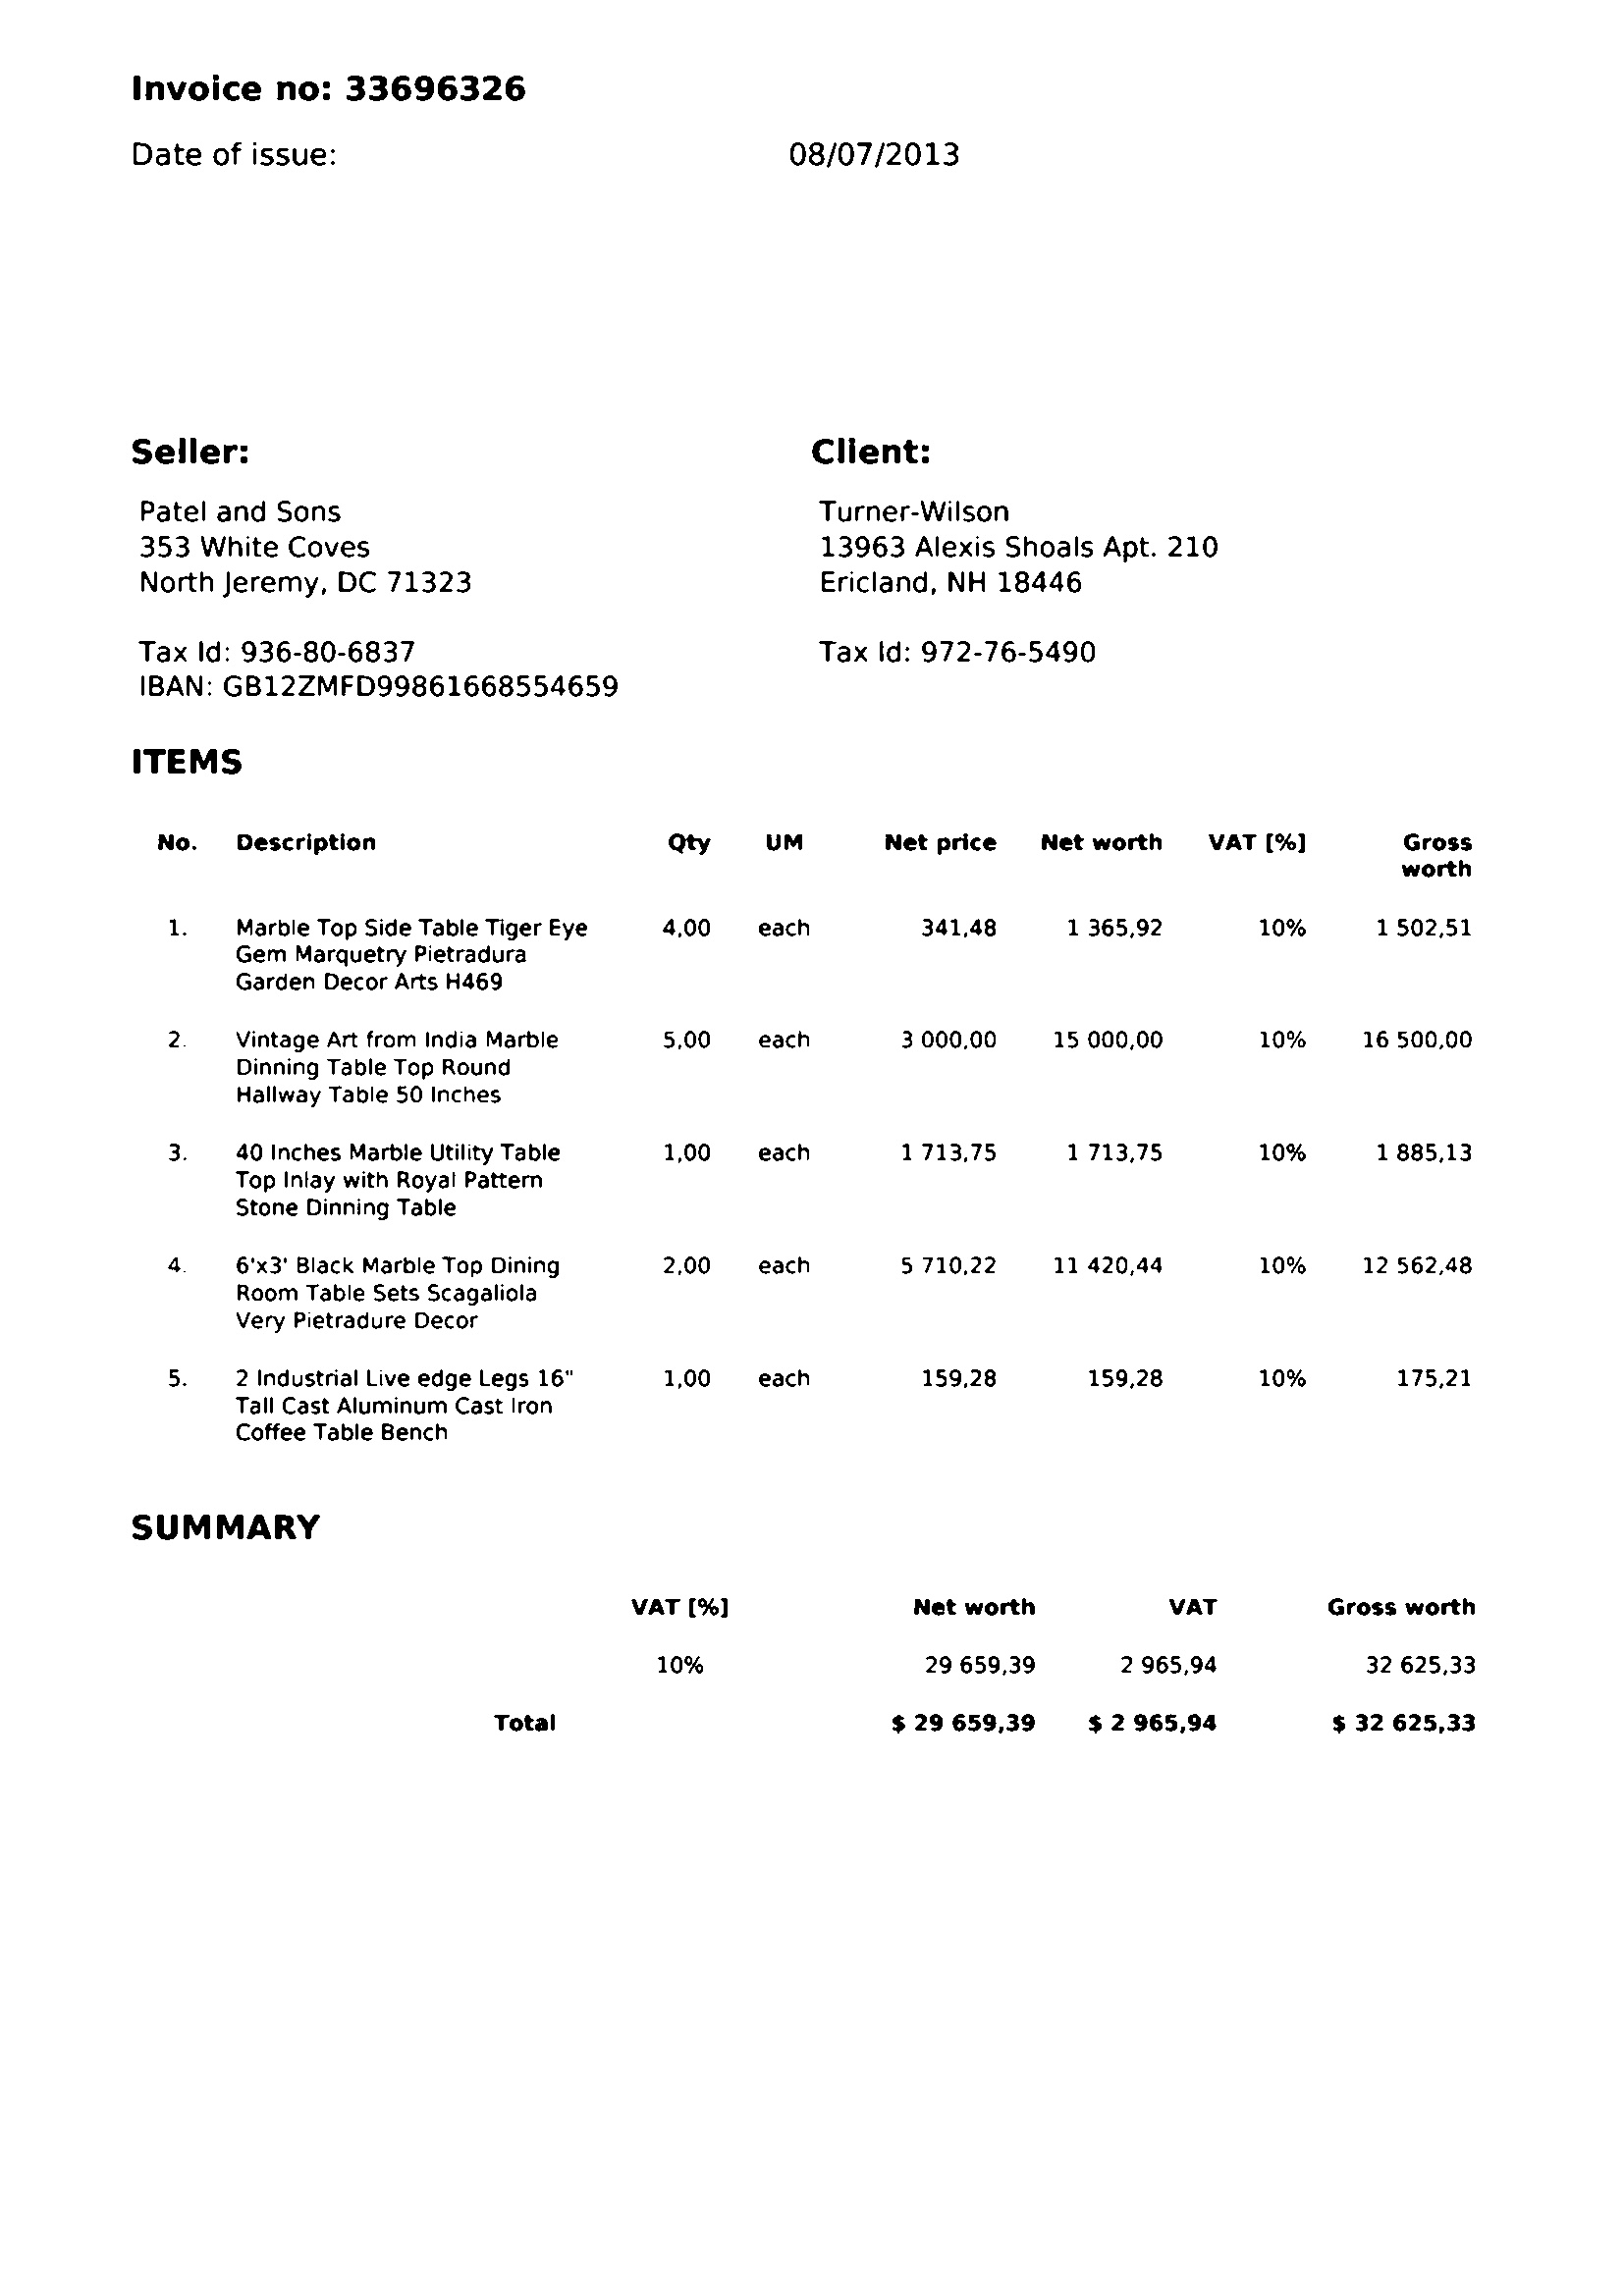 Invoice no: 33696326
Date of issue: 08/07/2013
Seller: Client:
Patel and Sons Turner-Wilson
353 White Coves 13963 Alexis Shoals Apt. 210
North Jeremy, DC 71323 Ericland, NH 18446
Tax Id: 936-80-6837 Tax Id: 972-76-5490
IBAN: GB12ZMFD99861668554659
ITEMS
No. Description Qty UM Net price Net worth VAT [%] Gross
worth
1. Marble Top Side Table Tiger Eye 4,00 each 341,48 1 365,92 10% 1 502,51
Gem Marquetry Pietradura
Garden Decor Arts H469
2. Vintage Art from India Marble 5,00 each 3 000,00 15 000,00 10% 16 500,00
Dinning Table Top Round
Hallway Table 50 Inches
3. 40 Inches Marble Utility Table 1,00 each 1 713,75 1 713,75 10% 1 885,13
Top Inlay with Royal Pattern
Stone Dinning Table
4. 6'x3' Black Marble Top Dining 2,00 each 5 710,22 11 420,44 10% 12 562,48
Room Table Sets Scagaliola
Very Pietradure Decor
5. 2 Industrial Live edge Legs 16" 1,00 each 159,28 159,28 10% 175,21
Tall Cast Aluminum Cast Iron
Coffee Table Bench
SUMMARY
VAT [%] Net worth VAT Gross worth
10% 29 659,39 2 965,94 32 625,33
Total $ 29 659,39 $ 2 965,94 $ 32 625,33